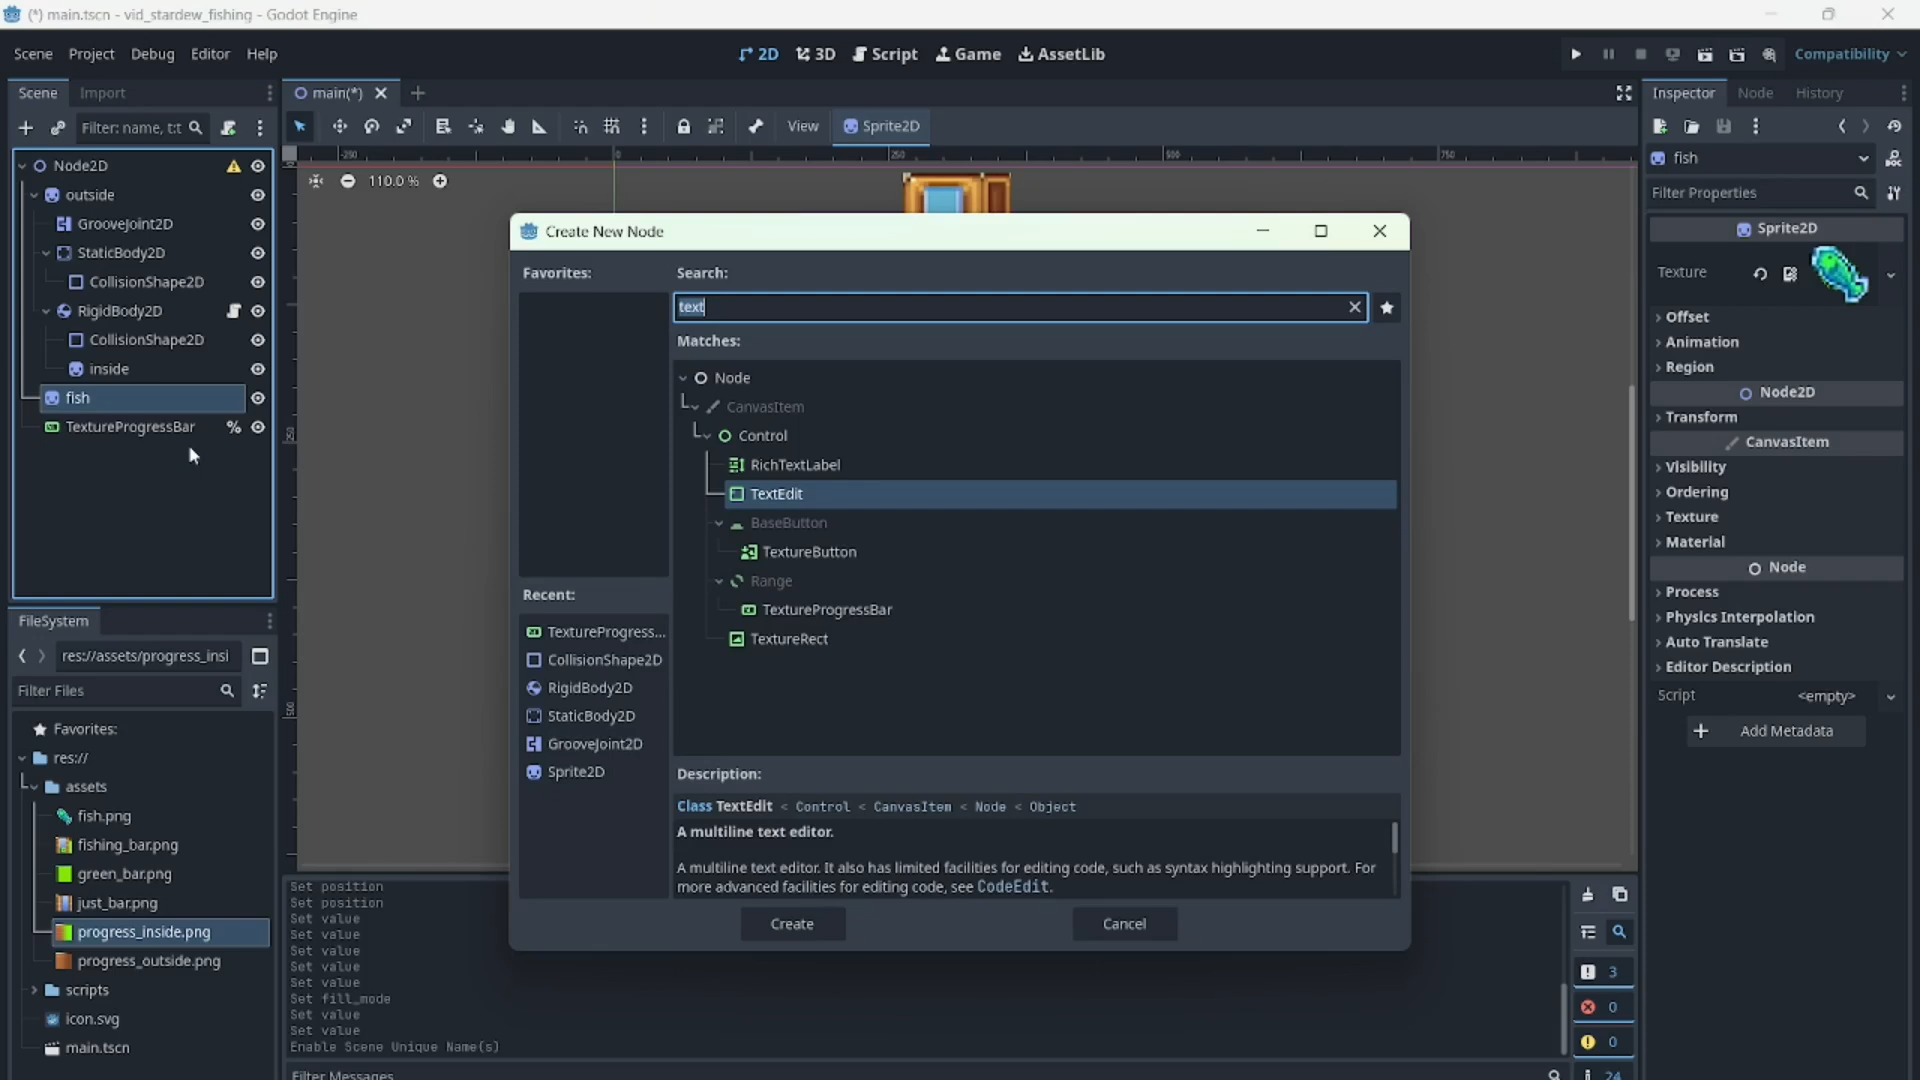 (*) main.tscn - vid_stardew_fishing - Godot Engine
Scene Project Debug Editor Help
2D 3D Script Game AssetLib
Compatibility
Scene Import
main(*)
Inspector Node History
Filter: name, t:t
View Sprite2D
Node2D
outside
GrooveJoint2D
StaticBody2D
CollisionShape2D
RigidBody2D
CollisionShape2D
inside
fish
TextureProgressBar %
-250 0 250 500 750
110.0 %
250
500
Create New Node
Favorites:
Search:
text
Matches:
Node
CanvasItem
Control
RichTextLabel
TextEdit
BaseButton
TextureButton
Range
TextureProgressBar
TextureRect
Recent:
TextureProgress...
CollisionShape2D
RigidBody2D
StaticBody2D
GrooveJoint2D
Sprite2D
Description:
Class TextEdit < Control < CanvasItem < Node < Object
A multiline text editor.
A multiline text editor. It also has limited facilities for editing code, such as syntax highlighting support. For
more advanced facilities for editing code, see CodeEdit.
Create Cancel
fish
Filter Properties
Sprite2D
Texture
Offset
Animation
Region
Node2D
Transform
CanvasItem
Visibility
Ordering
Texture
Material
Node
Process
Physics Interpolation
Auto Translate
Editor Description
Script <empty>
Add Metadata
FileSystem
res://assets/progress_insi
Filter Files
Favorites:
res://
assets
fish.png
fishing_bar.png
green_bar.png
just_bar.png
progress_inside.png
progress_outside.png
scripts
icon.svg
main.tscn
Set position
Set position
Set value
Set value
Set value
Set value
Set value
Set fill_mode
Set value
Set value
Enable Scene Unique Name(s)
Filter Messages
3
0
0
24